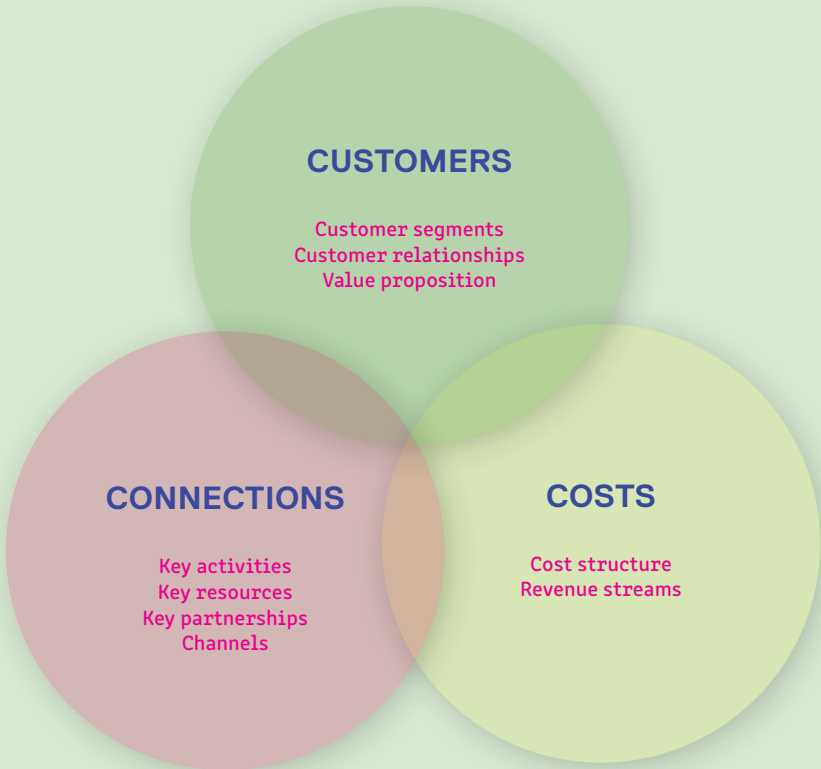 CUSTOMERS
Customer segments
Customer relationships
Value proposition
CONNECTIONS
Key activities
Key resources
Key partnerships
Channels
COSTS
Cost structure
Revenue streams